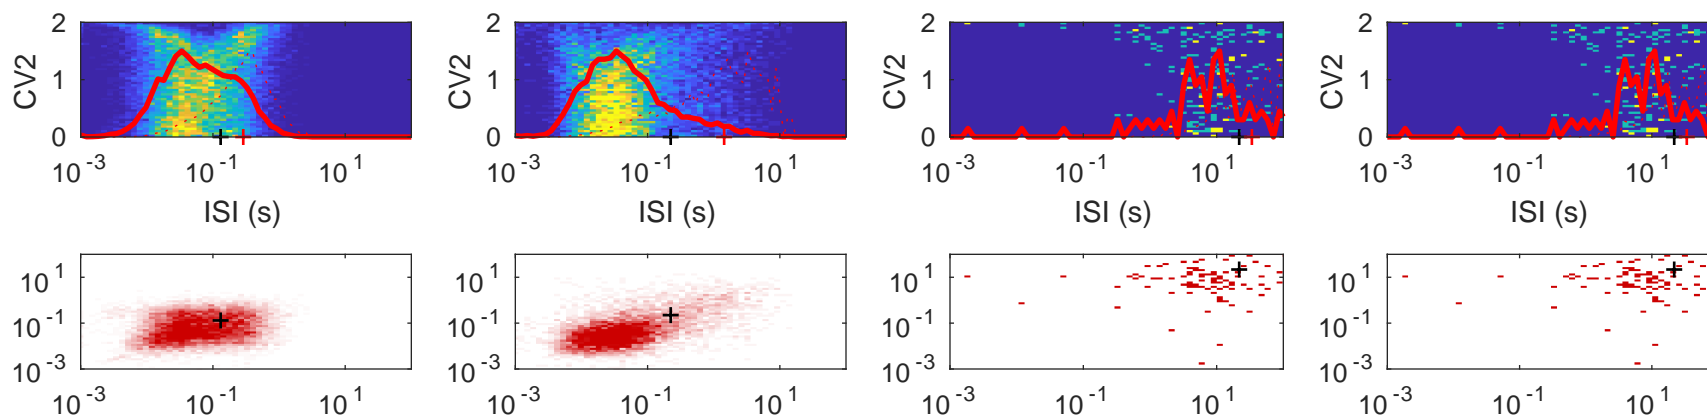 2 2 2 2
CV2 CV2 CV2 CV2
1 1 1 1
0 0 0 0
10^-3 10^-1 10^1 10^-3 10^-1 10^1 10^-3 10^-1 10^1 10^-3 10^-1 10^1
ISI (s) ISI (s) ISI (s) ISI (s)
10^1 10^1 10^1 10^1
10^-1 10^-1 10^-1 10^-1
10^-3 10^-3 10^-3 10^-3
10^-3 10^-1 10^1 10^-3 10^-1 10^1 10^-3 10^-1 10^1 10^-3 10^-1 10^1